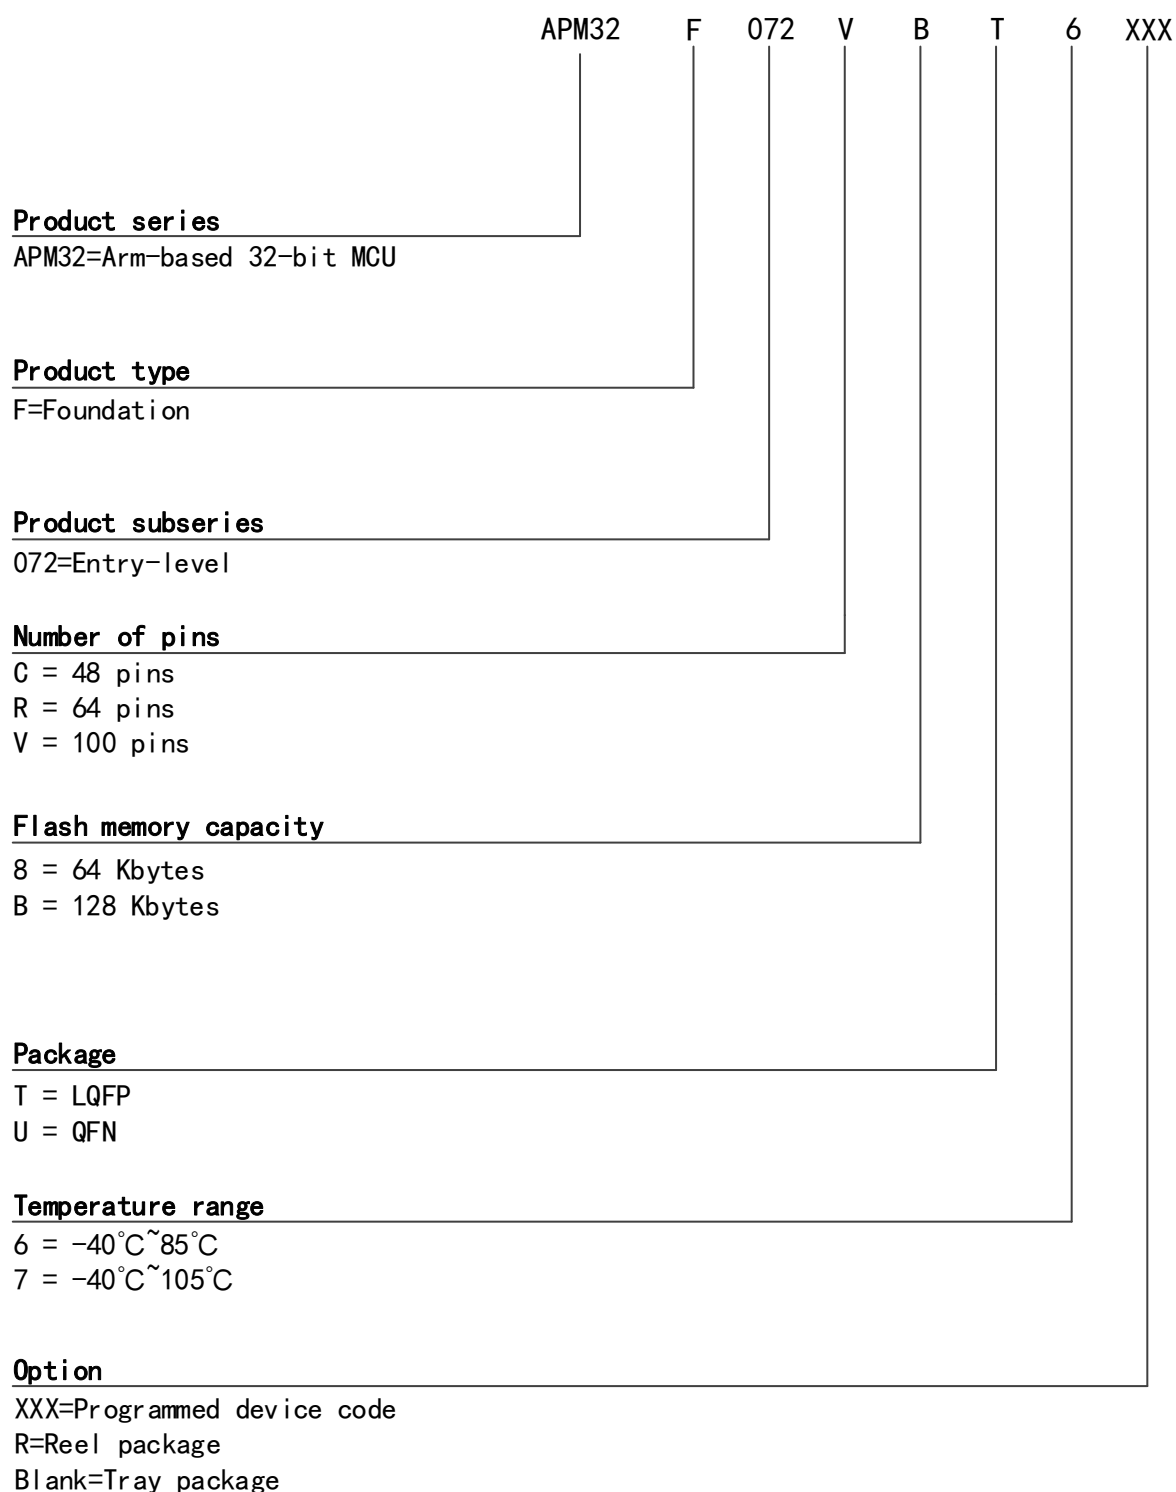 APM32 F 072 V B T 6 XXX
Product series
APM32=Arm-based 32-bit MCU
Product type
F=Foundation
Product subseries
072=Entry-level
Number of pins
C = 48 pins
R = 64 pins
V = 100 pins
Flash memory capacity
8 = 64 Kbytes
B = 128 Kbytes
Package
T = LQFP
U = QFN
Temperature range
6 = -40℃~85℃
7 = -40℃~105℃
Option
XXX=Programmed device code
R=Reel package
Blank=Tray package